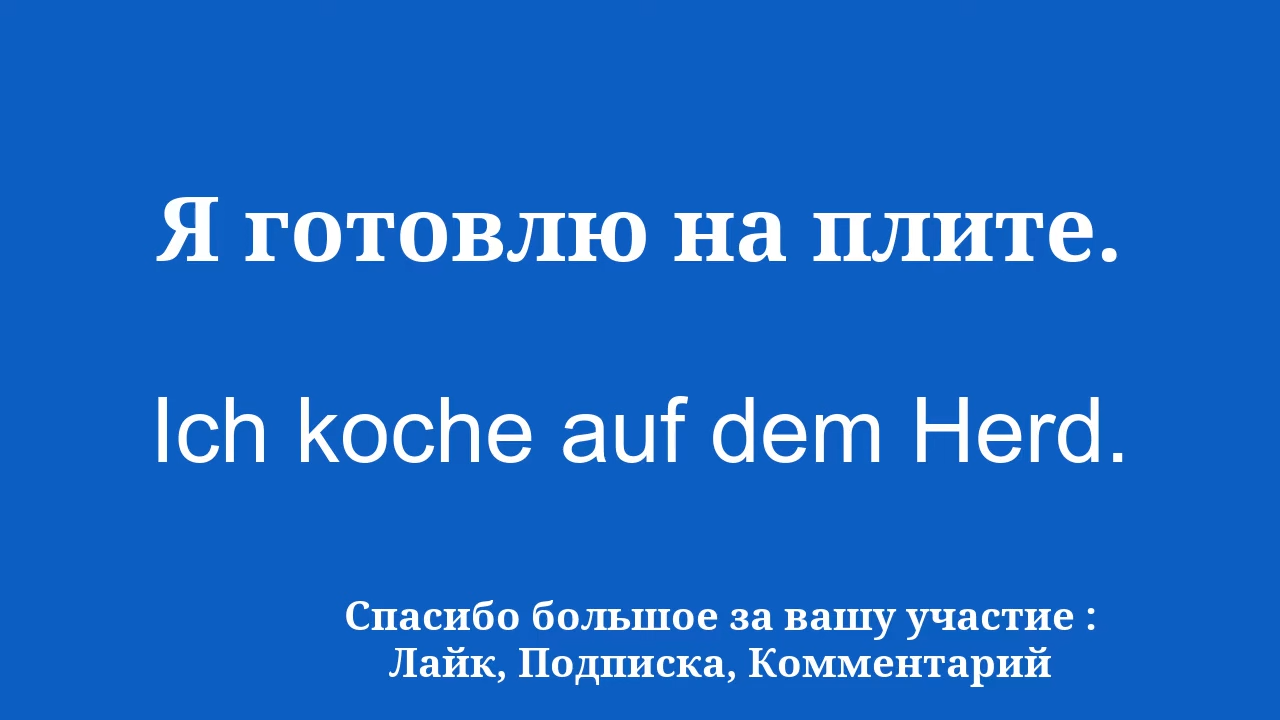 Я готовлю на плите.
Ich koche auf dem Herd.
Спасибо большое за вашу участие :
Лайк, Подписка, Комментарий